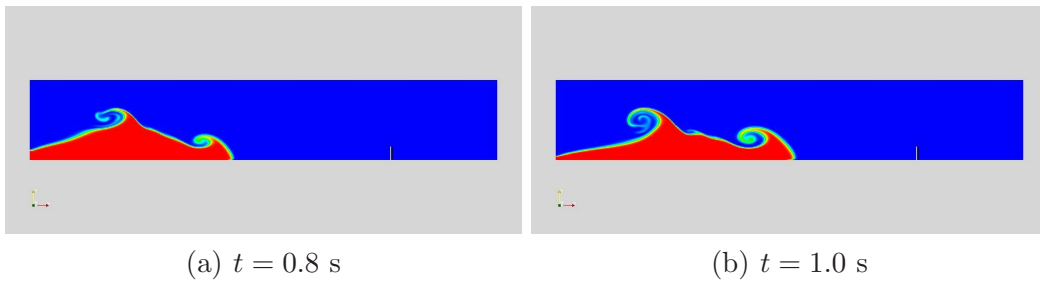 (a) t = 0.8 s
(b) t = 1.0 s